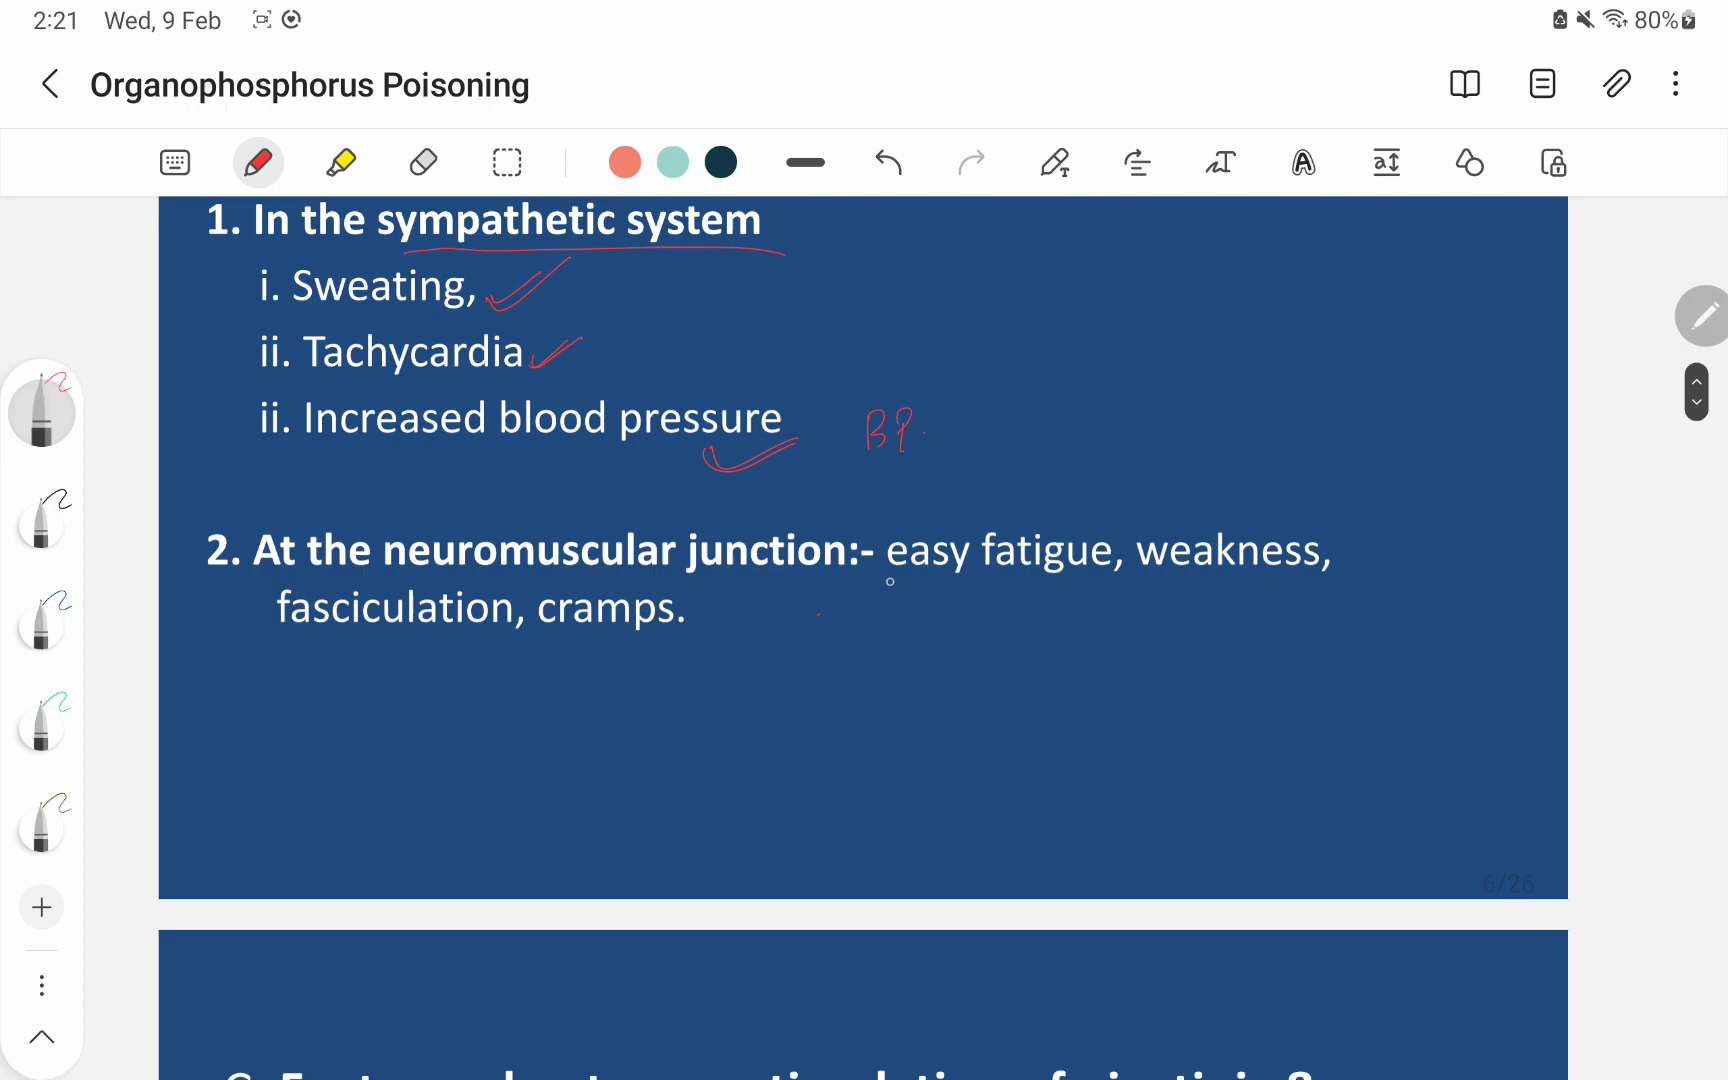 2:21 Wed, 9 Feb 80%
Organophosphorus Poisoning
1. In the sympathetic system
i. Sweating,
ii. Tachycardia
ii. Increased blood pressure
BP.
2. At the neuromuscular junction:- easy fatigue, weakness,
fasciculation, cramps.
6/26